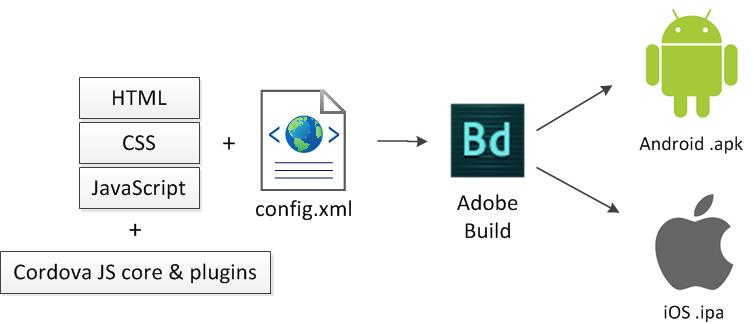 HTML
CSS
JavaScript
+
Cordova JS core & plugins
+
< >
config.xml
Bd
Adobe
Build
Android .apk
iOS .ipa